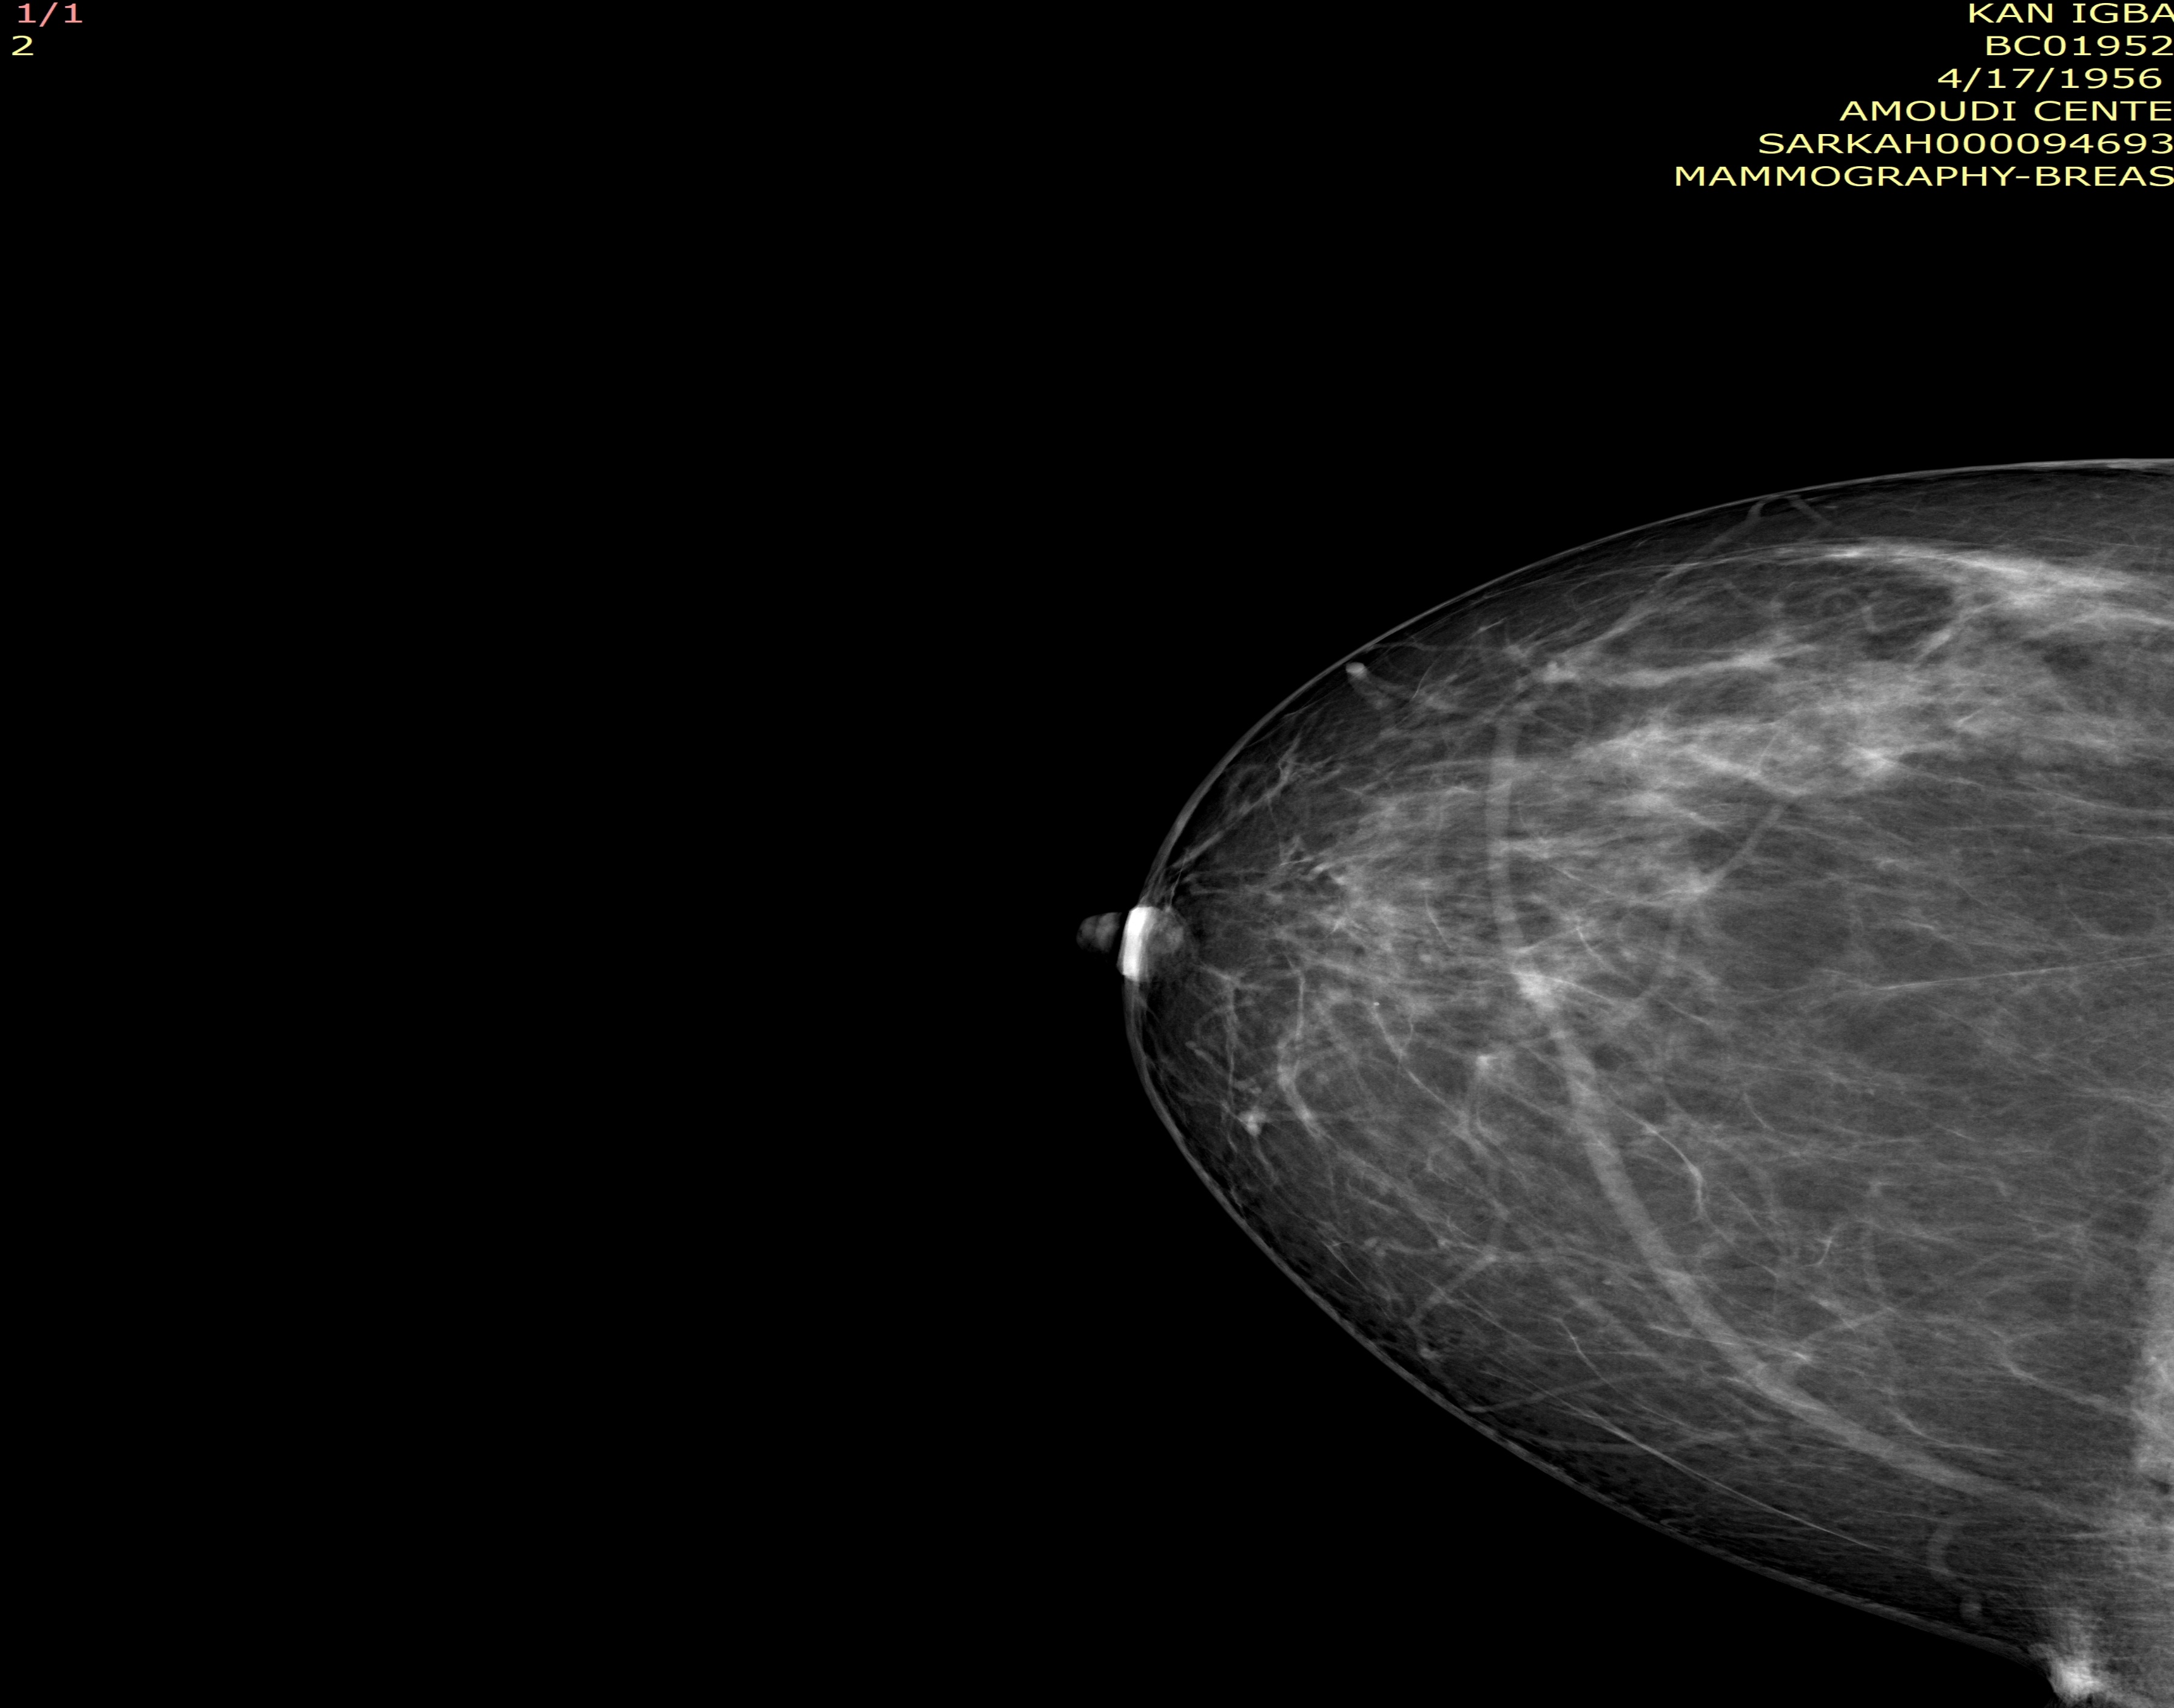 1/1
2
KAN IGBA
BC01952
4/17/1956
AMOUDI CENTE
SARKAH000094693
MAMMOGRAPHY-BREAS